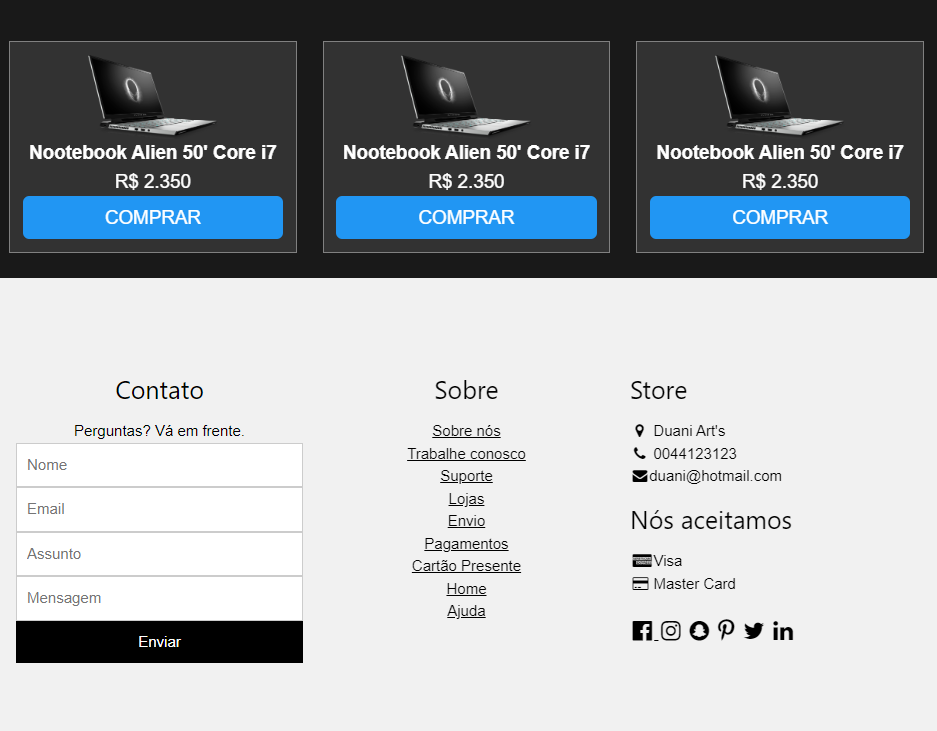 Nootebook Alien 50' Core i7
R$ 2.350
COMPRAR
Nootebook Alien 50' Core i7
R$ 2.350
COMPRAR
Nootebook Alien 50' Core i7
R$ 2.350
COMPRAR
Contato
Perguntas? Vá em frente.
Nome
Email
Assunto
Mensagem
Enviar
Sobre
Sobre nós
Trabalhe conosco
Suporte
Lojas
Envio
Pagamentos
Cartão Presente
Home
Ajuda
Store
Duani Art's
0044123123
duani@hotmail.com
Nós aceitamos
Visa
Master Card